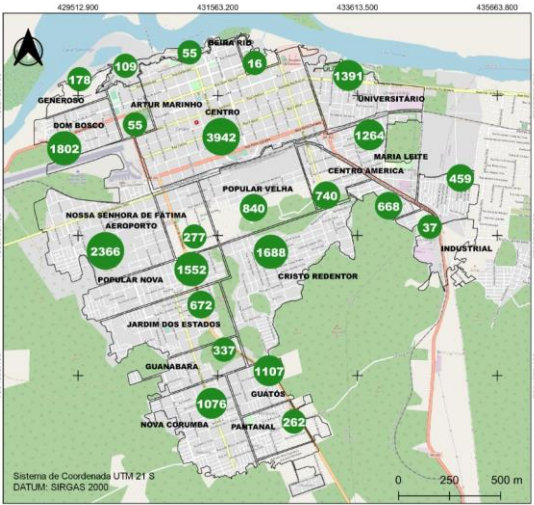 429512.900 431563.200 433613.500 435663.800
BEIRA RIO
55
109
16
178
1391
GENEROSO
ARTUR MARINHO
UNIVERSITÁRIO
CENTRO
DOM BOSCO
55
3942
1264
1802
MARIA LEITE
CENTRO AMERICA
459
POPULAR VELHA
740
840
668
NOSSA SENHORA DE FÁTIMA
AEROPORTO
37
277
2366
1688
INDUSTRIAL
1552
CRISTO REDENTOR
POPULAR NOVA
672
JARDIM DOS ESTADOS
337
GUANABARA
1107
GUATÓS
1076
262
NOVA CORUMBA
PANTANAL
Sistema de Coordenada UTM 21 S
DATUM: SIRGAS 2000
0 250 500 m